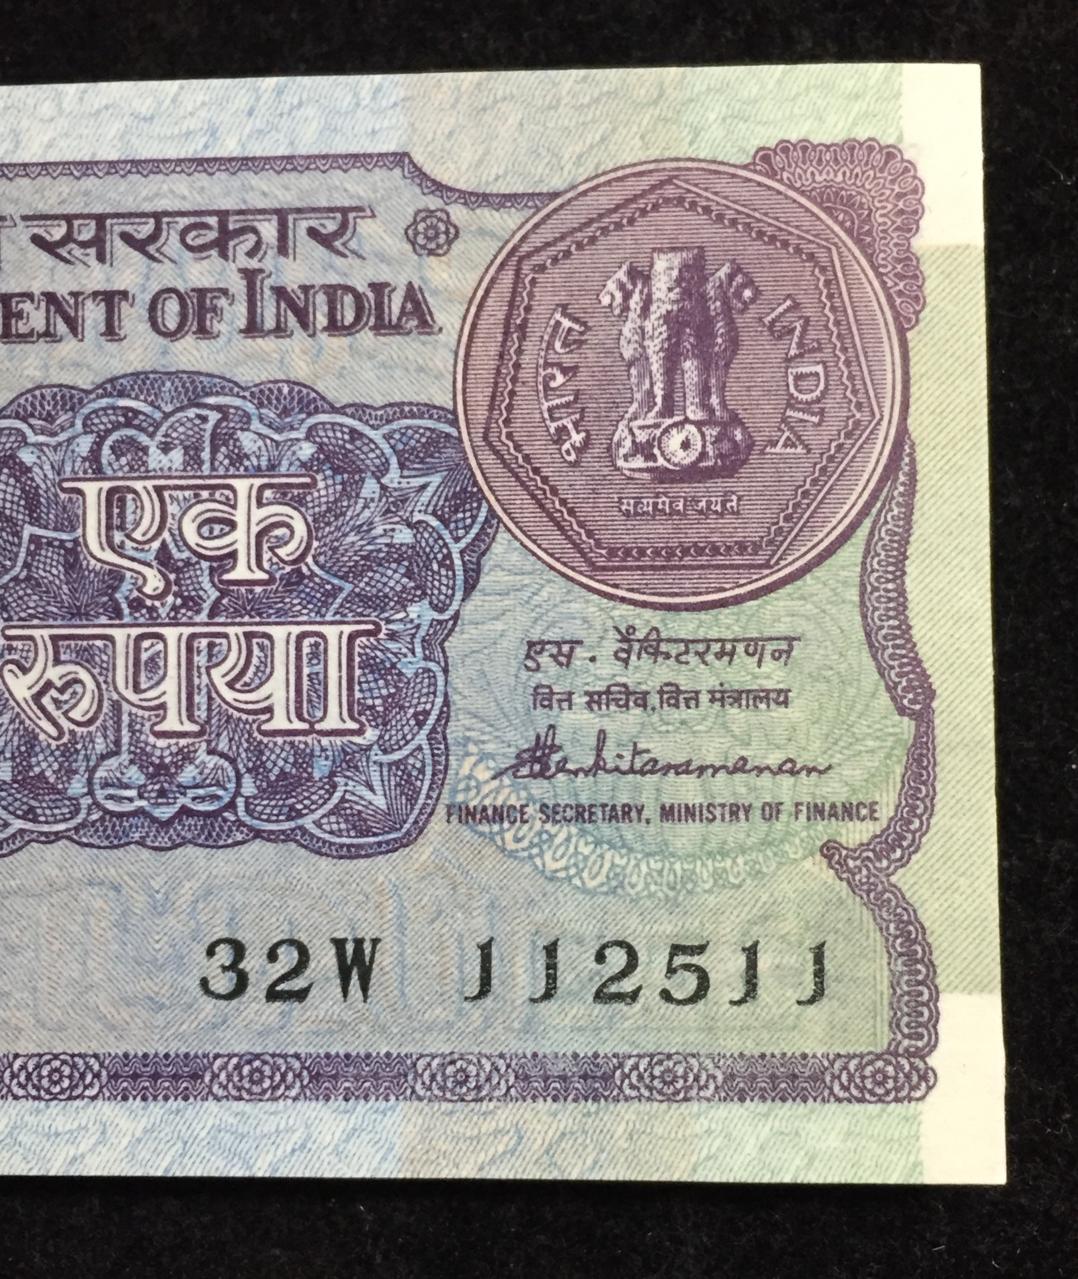 सरकार
ENT OF INDIA
भारत
INDIA
सत्यमेव जयते
एक
रुपया
एस. वेंकिटरमणन
वित्त सचिव, वित्त मंत्रालय
Venkitaramanan
FINANCE SECRETARY, MINISTRY OF FINANCE
32W 112511